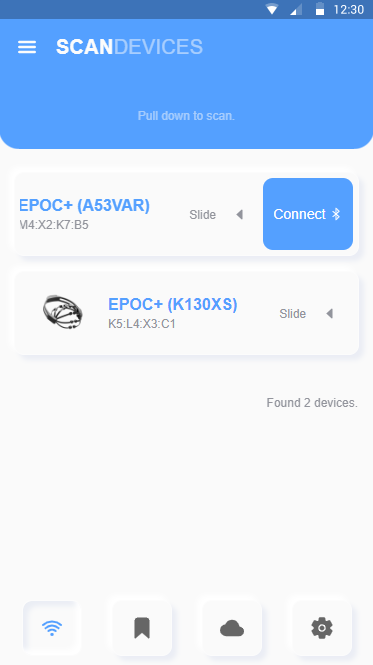 12:30
SCANDEVICES
Pull down to scan.
EPOC+ (A53VAR)
M4:X2:K7:B5
Slide
Connect
EPOC+ (K130XS)
K5:L4:X3:C1
Slide
Found 2 devices.